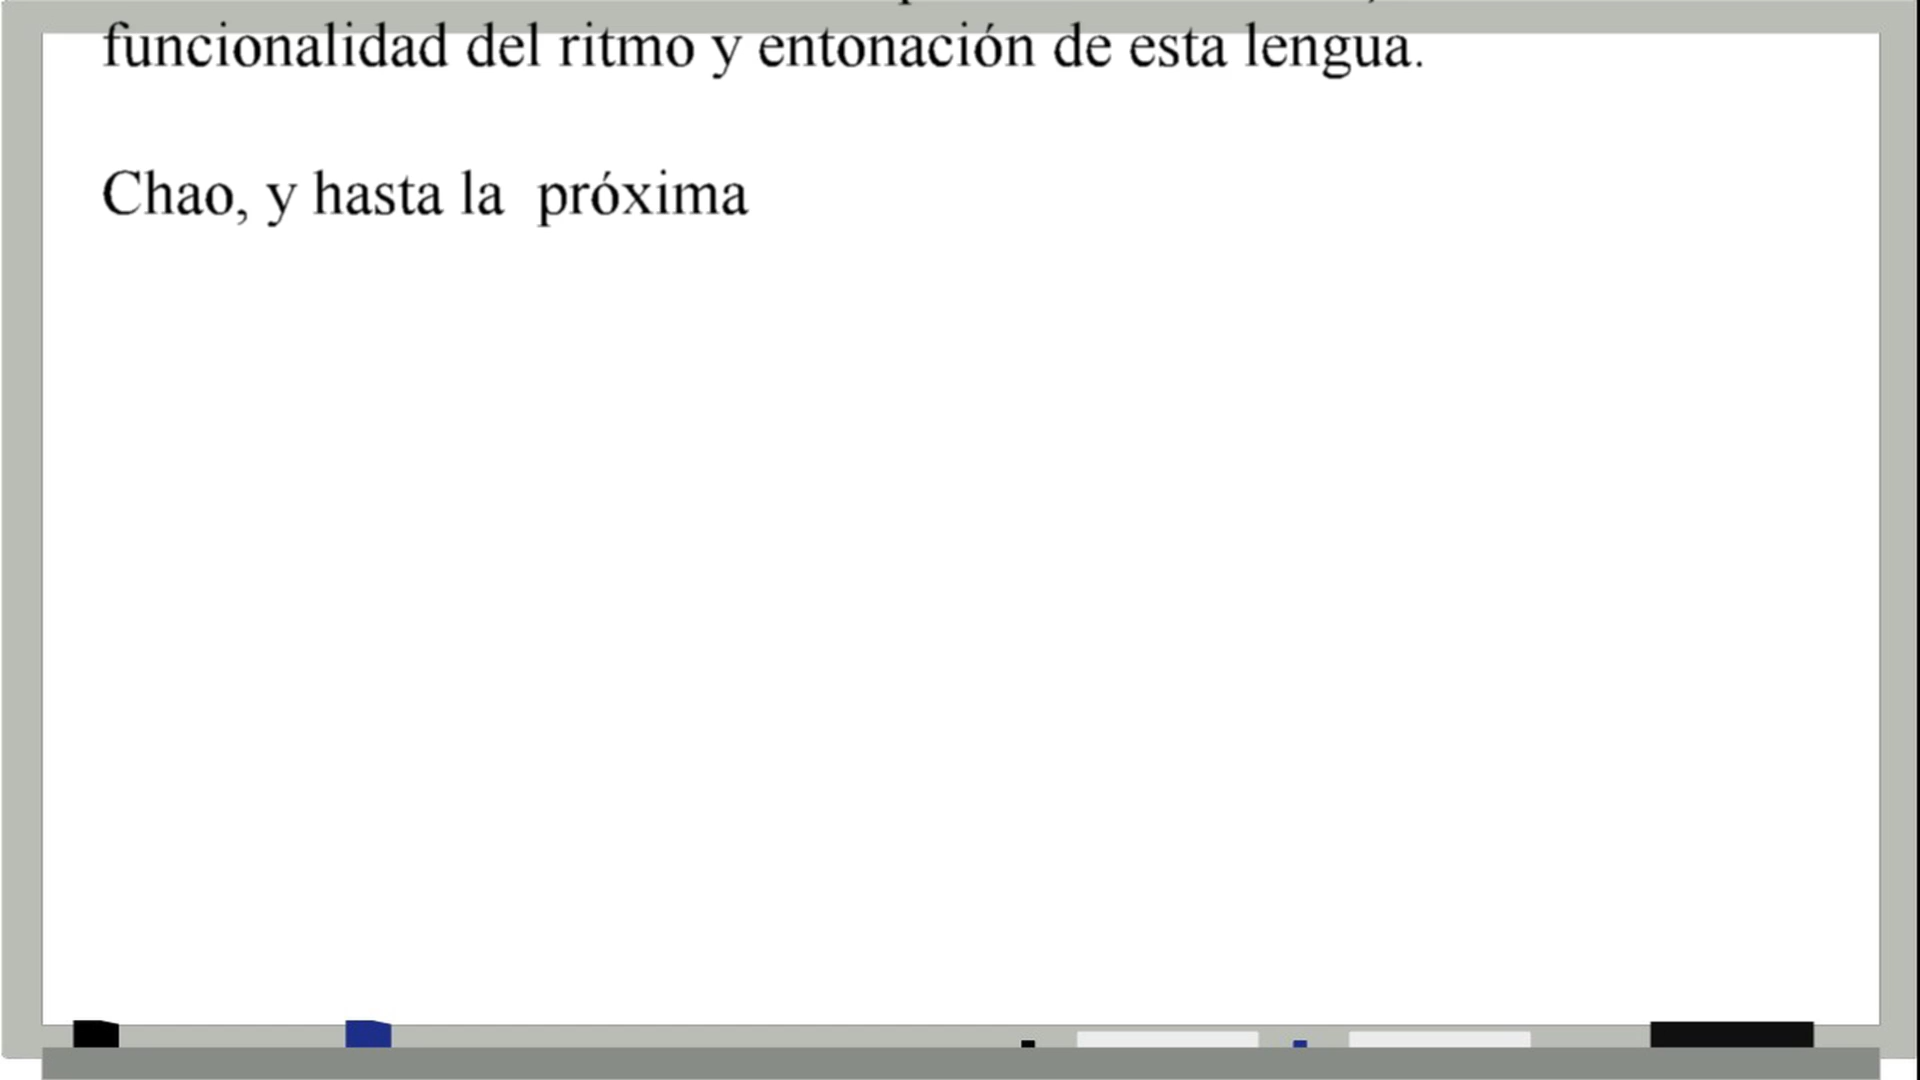 funcionalidad del ritmo y entonación de esta lengua.
Chao, y hasta la  próxima